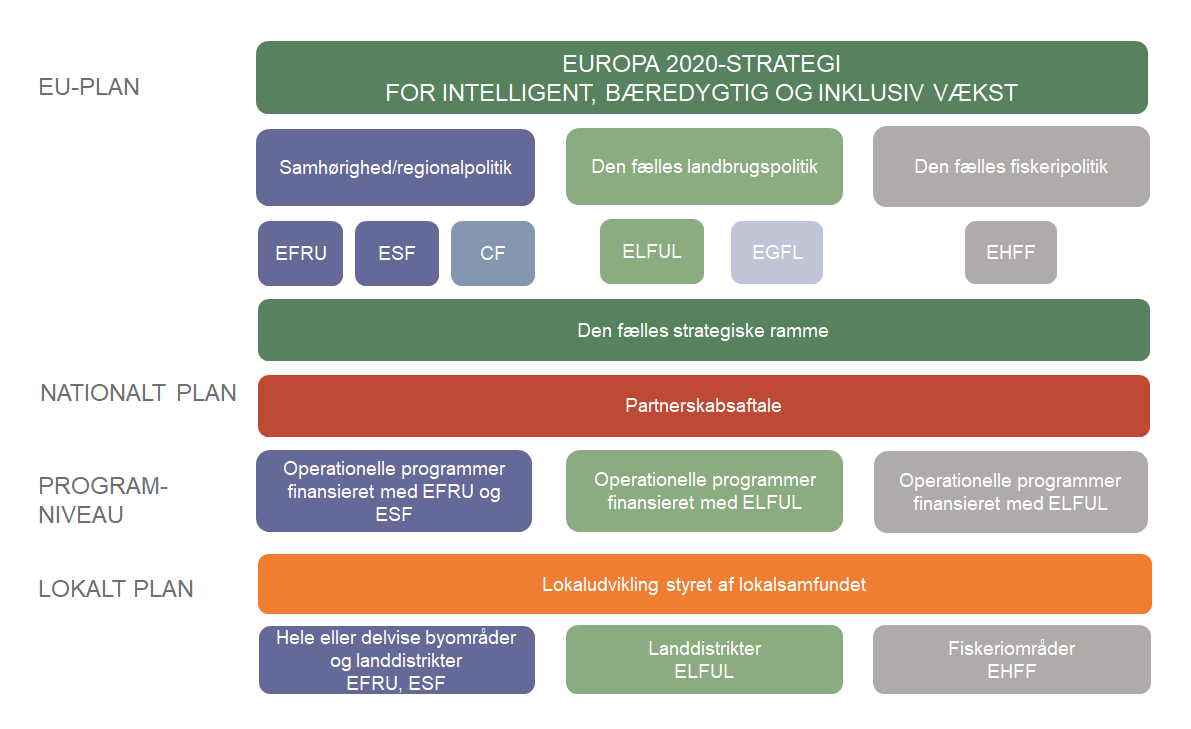 EU-PLAN
EUROPA 2020-STRATEGI
FOR INTELLIGENT, BÆREDYGTIG OG INKLUSIV VÆKST
Samhørighed/regionalpolitik
Den fælles landbrugspolitik
Den fælles fiskeripolitik
EFRU
ESF
CF
ELFUL
EGFL
EHFF
Den fælles strategiske ramme
NATIONALT PLAN
Partnerskabsaftale
PROGRAM-
NIVEAU
Operationelle programmer
finansieret med EFRU og
ESF
Operationelle programmer
finansieret med ELFUL
Operationelle programmer
finansieret med ELFUL
LOKALT PLAN
Lokaludvikling styret af lokalsamfundet
Hele eller delvise byområder
og landdistrikter
EFRU, ESF
Landdistrikter
ELFUL
Fiskeriområder
EHFF